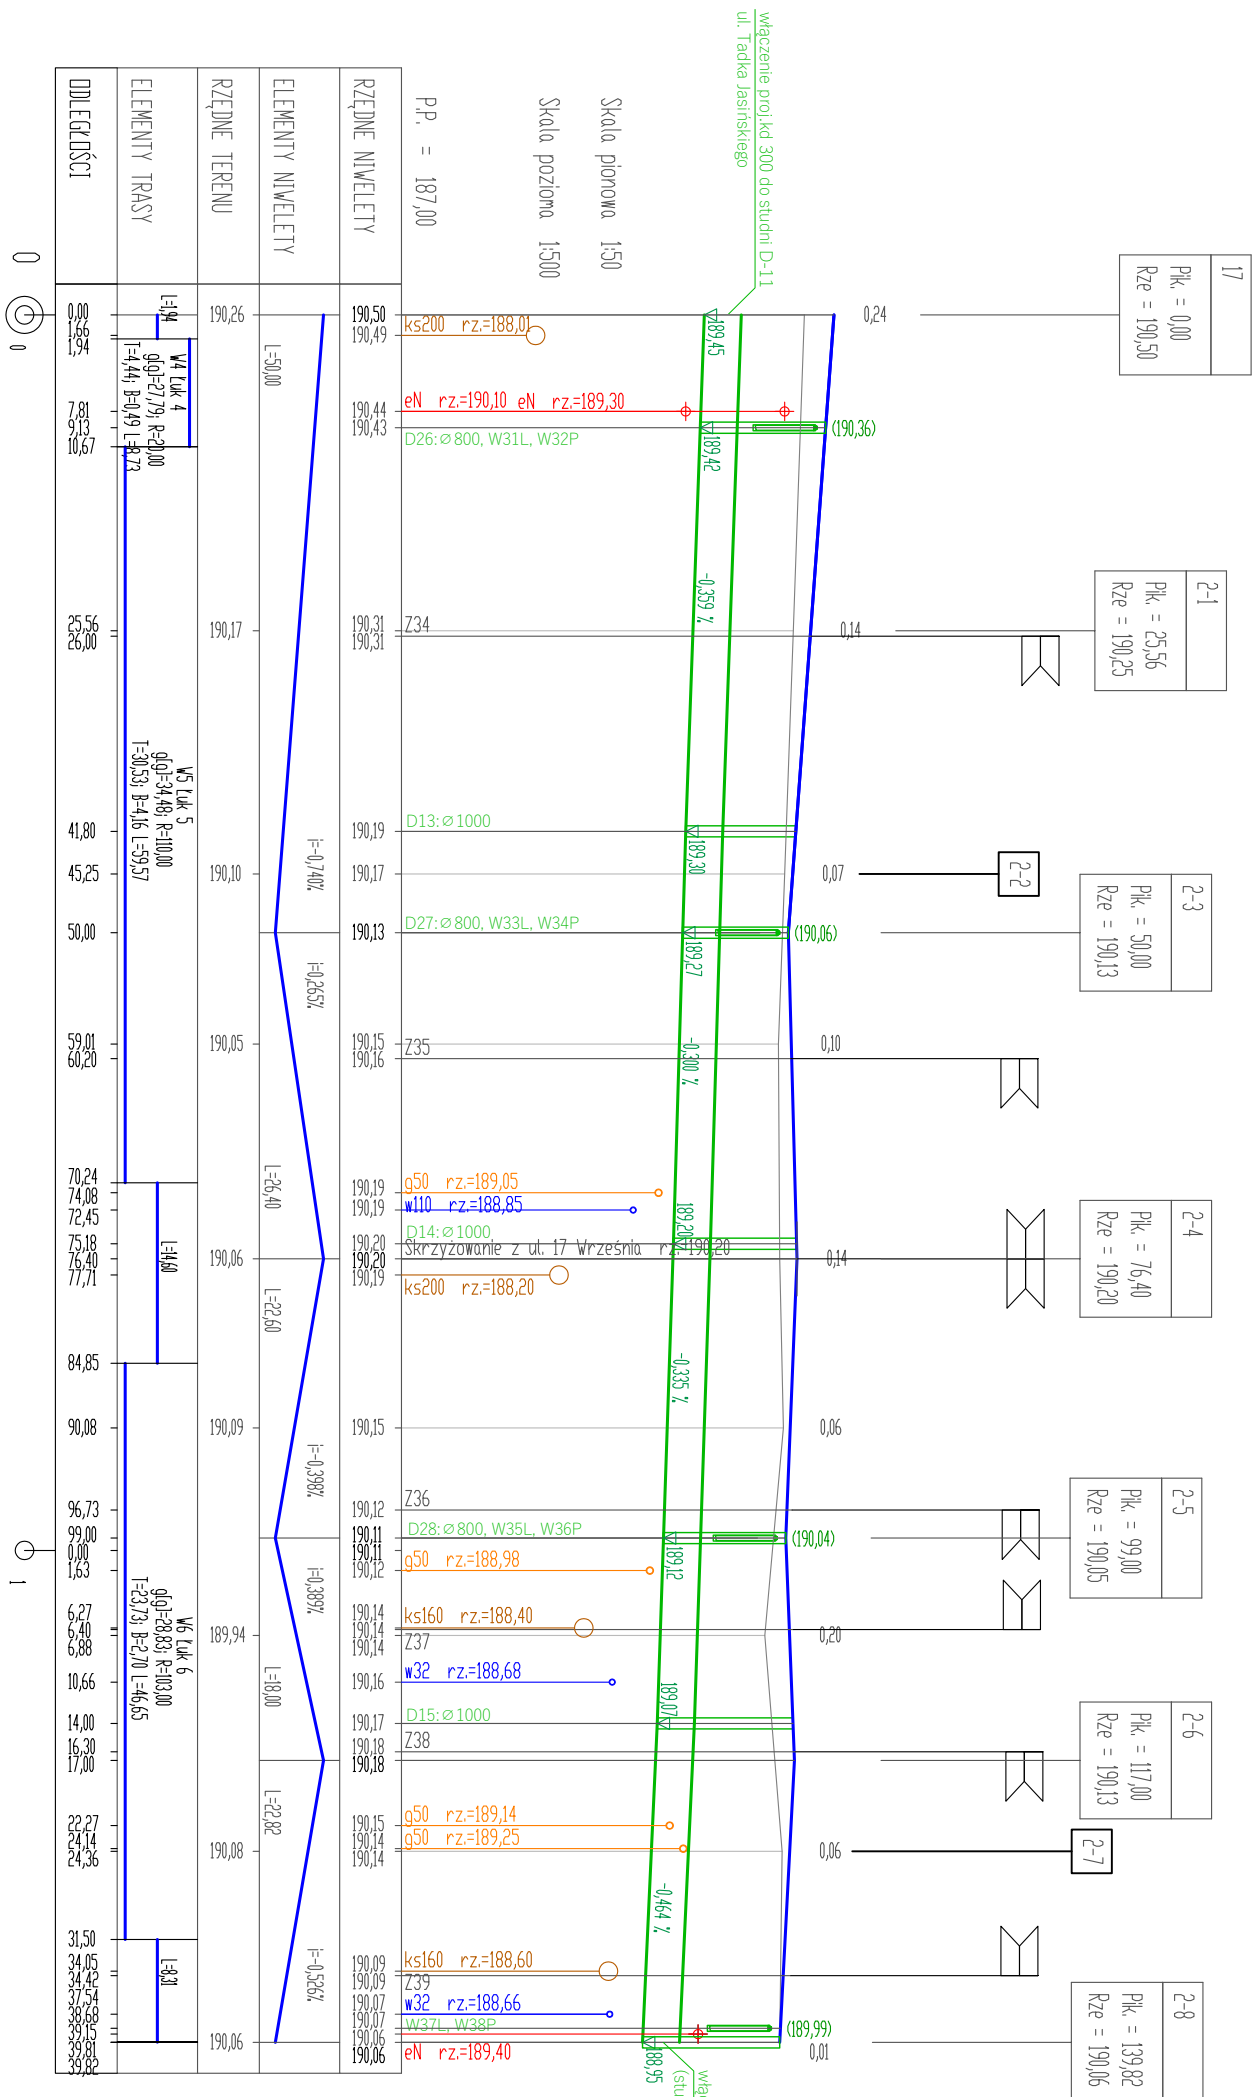 włączenie proj.kd 300 do studni D-11
ul. Tadka Jasińskiego
17
Pik. = 0,00
Rze = 190,50
2-1
Pik. = 25,56
Rze = 190,25
2-2
2-3
Pik. = 50,00
Rze = 190,13
2-4
Pik. = 76,40
Rze = 190,20
2-5
Pik. = 99,00
Rze = 190,05
2-6
Pik. = 117,00
Rze = 190,13
2-7
2-8
Pik. = 139,82
Rze = 190,06
0,24
0,14
0,07
0,10
0,14
0,06
0,20
0,06
0,01
(190,36)
(190,06)
(190,04)
(189,99)
189,45
189,42
-0,359 %
189,30
189,27
-0,300 %
189,20
-0,335 %
189,12
189,07
-0,464 %
188,95
Skala pionowa 1:50
Skala pozioma 1:500
P.P. = 187,00
ks200 rz.=188,01
eN rz.=190,10 eN rz.=189,30
D26:∅800, W31L, W32P
Z34
D13:∅1000
D27:∅800, W33L, W34P
Z35
g50 rz.=189,05
w110 rz.=188,85
D14:∅1000
Skrzyżowanie z ul. 17 Września rz.=190,20
ks200 rz.=188,20
Z36
D28:∅800, W35L, W36P
g50 rz.=188,98
ks160 rz.=188,40
Z37
w32 rz.=188,68
D15:∅1000
Z38
g50 rz.=189,14
g50 rz.=189,25
ks160 rz.=188,60
Z39
w32 rz.=188,66
W37L, W38P
eN rz.=189,40
RZĘDNE NIWELETY
190,50
190,49
190,44
190,43
190,31
190,31
190,19
190,17
190,13
190,15
190,16
190,19
190,19
190,20
190,20
190,19
190,15
190,12
190,11
190,11
190,12
190,14
190,14
190,14
190,16
190,17
190,18
190,18
190,15
190,14
190,14
190,09
190,09
190,07
190,07
190,06
190,06
ELEMENTY NIWELETY
L=50,00
i=-0,740%
i=0,265%
L=26,40
L=22,60
i=-0,398%
i=0,389%
L=18,00
L=22,82
i=-0,526%
RZĘDNE TERENU
190,26
190,17
190,10
190,05
190,06
190,09
189,94
190,08
190,06
ELEMENTY TRASY
L=1,94
W4 Łuk 4
g[g]=27,79; R=20,00
T=4,44; B=0,49 L=8,73
W5 Łuk 5
g[g]=34,48; R=110,00
T=30,53; B=4,16 L=59,57
L=14,60
W6 Łuk 6
g[g]=28,83; R=103,00
T=23,73; B=2,70 L=46,65
L=8,31
ODLEGŁOŚCI
0,00
1,66
1,94
7,81
9,13
10,67
25,56
26,00
41,80
45,25
50,00
59,01
60,20
70,24
74,08
72,45
75,18
76,40
77,71
84,85
90,08
96,73
99,00
0,00
1,63
6,27
6,40
6,88
10,66
14,00
16,30
17,00
22,27
24,14
24,36
31,50
34,05
34,42
37,54
38,68
39,15
39,81
39,82
0
0
1